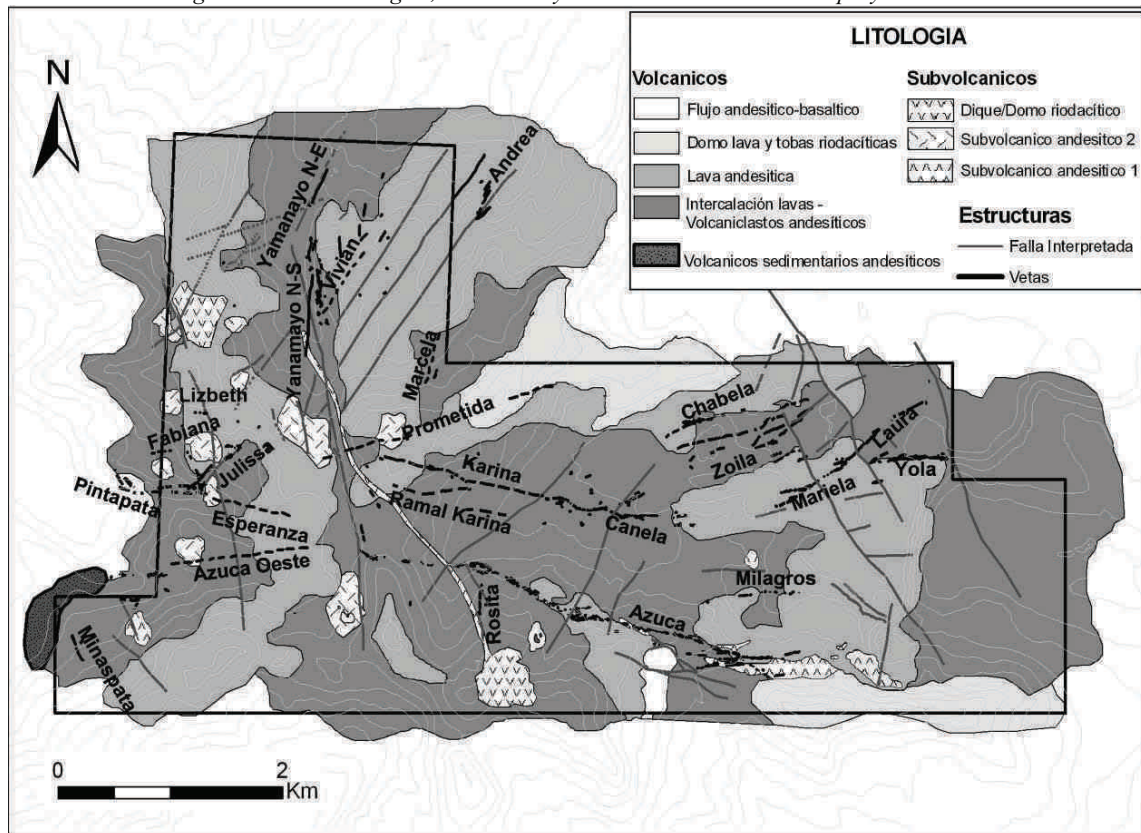 LITOLOGIA
Volcanicos
Flujo andesitico-basaltico
Domo lava y tobas riodacíticas
Lava andesitica
Intercalación lavas -
Volcaniclastos andesíticos
Volcanicos sedimentarios andesiticos
Subvolcanicos
Dique/Domo riodacítico
Subvolcanico andesitco 2
Subvolcanico andesitico 1
Estructuras
Falla Interpretada
Vetas
N
Yamanayo N-E
Andrea
Vivian
Yanamayo N-S
Marcela
Lizbeth
Fabiana
Julissa
Prometida
Chabela
Laura
Zoila
Yola
Karina
Mariela
Pintapata
Ramal Karina
Canela
Esperanza
Azuca Oeste
Milagros
Rosita
Azuca
Minaspata
0 2
Km